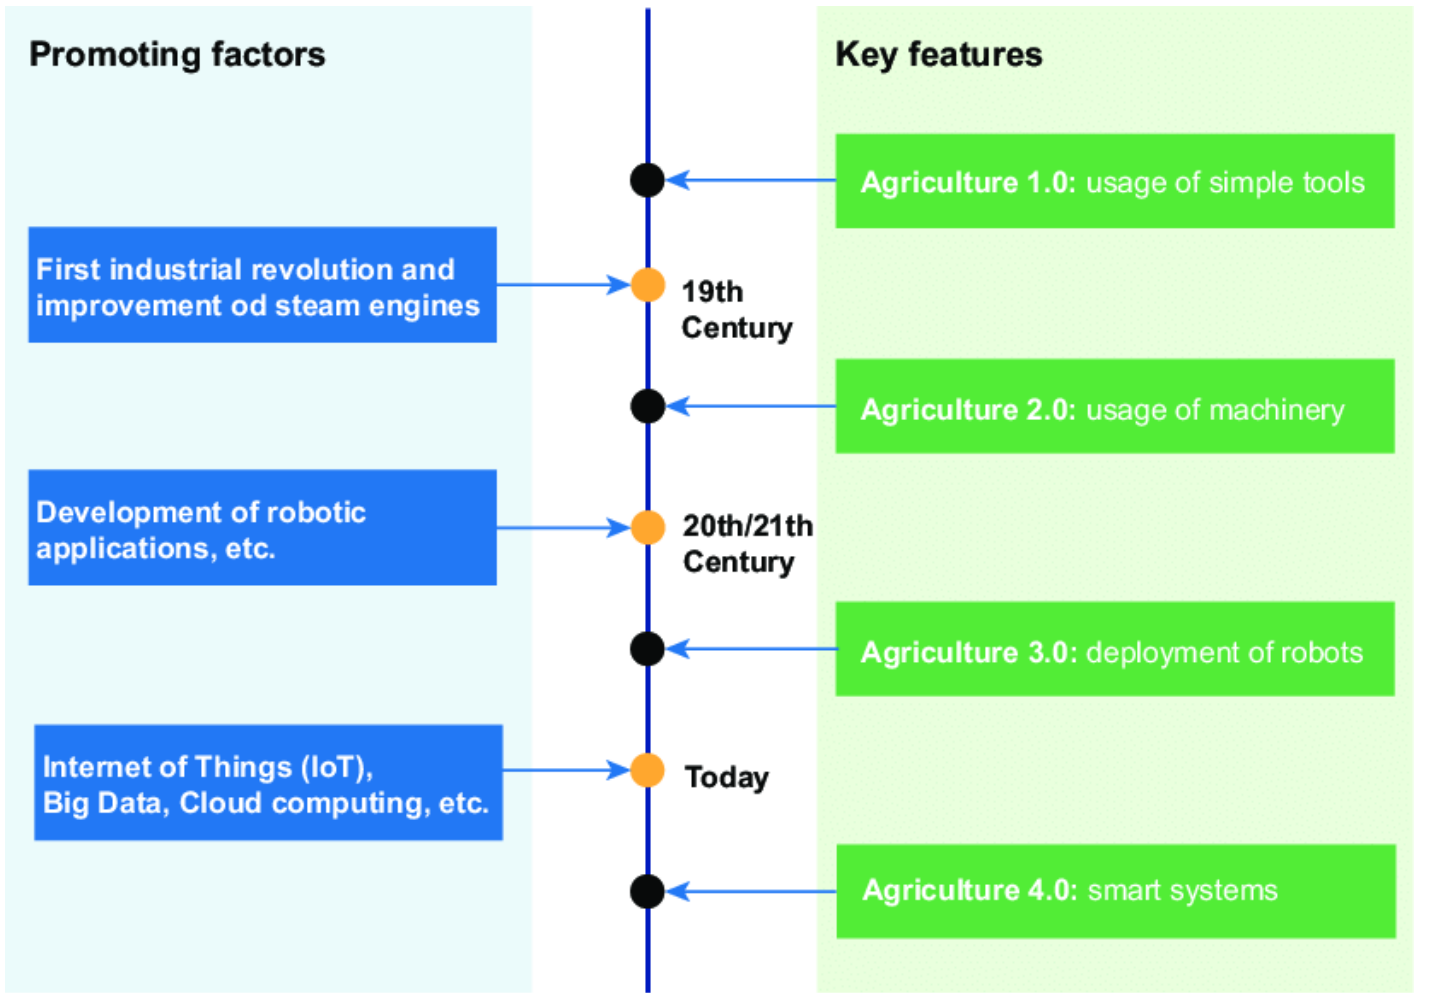 Promoting factors
Key features
Agriculture 1.0: usage of simple tools
First industrial revolution and
improvement od steam engines
19th
Century
Agriculture 2.0: usage of machinery
Development of robotic
applications, etc.
20th/21th
Century
Agriculture 3.0: deployment of robots
Internet of Things (IoT),
Big Data, Cloud computing, etc.
Today
Agriculture 4.0: smart systems